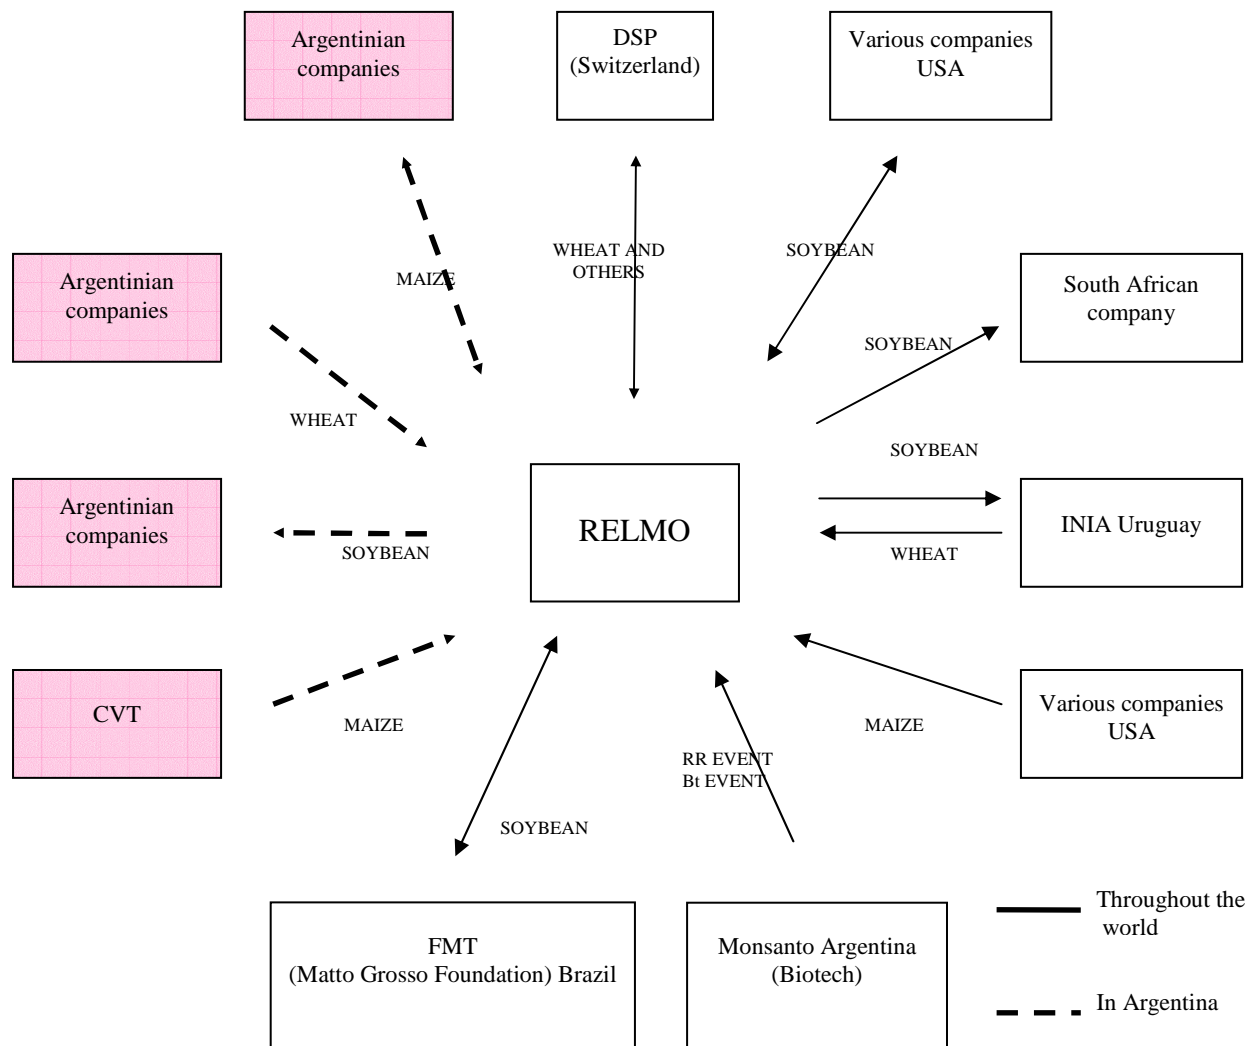 Argentinian
companies
DSP
(Switzerland)
Various companies
USA
WHEAT AND
OTHERS
SOYBEAN
MAIZE
Argentinian
companies
South African
company
SOYBEAN
WHEAT
SOYBEAN
Argentinian
companies
RELMO
INIA Uruguay
SOYBEAN
WHEAT
CVT
Various companies
USA
MAIZE
MAIZE
RR EVENT
Bt EVENT
SOYBEAN
FMT
(Matto Grosso Foundation) Brazil
Monsanto Argentina
(Biotech)
Throughout the
world
In Argentina